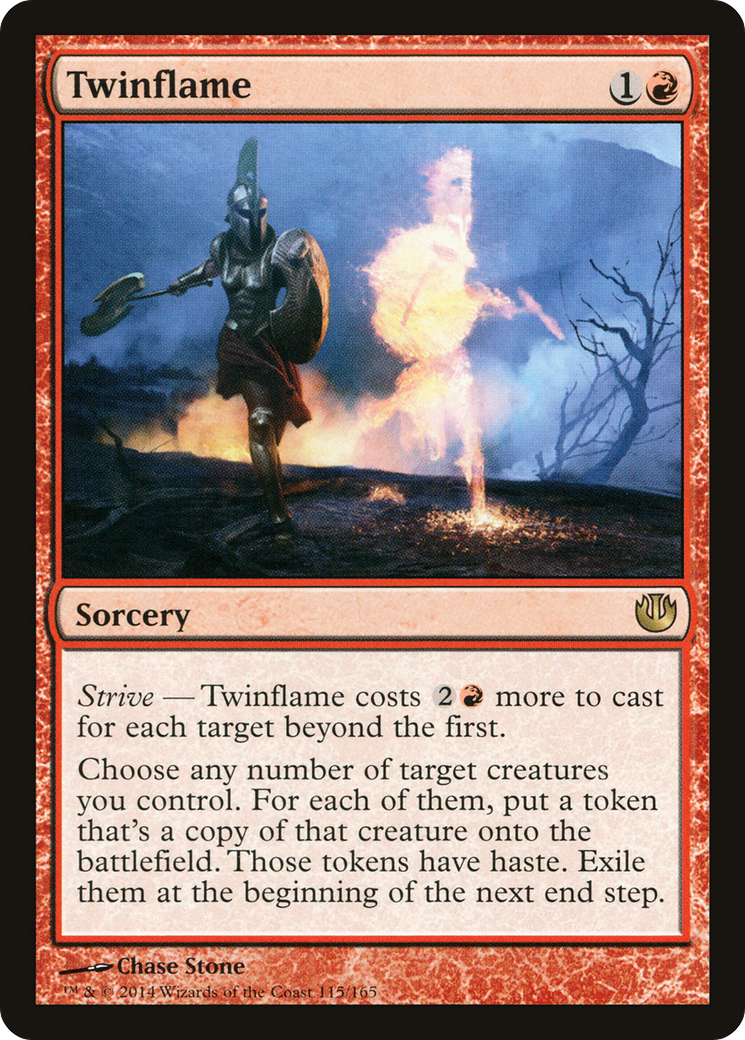 Twinflame 1
Sorcery
Strive — Twinflame costs 2 more to cast
for each target beyond the first.
Choose any number of target creatures
you control. For each of them, put a token
that's a copy of that creature onto the
battlefield. Those tokens have haste. Exile
them at the beginning of the next end step.
Chase Stone
™ & © 2014 Wizards of the Coast 115/165